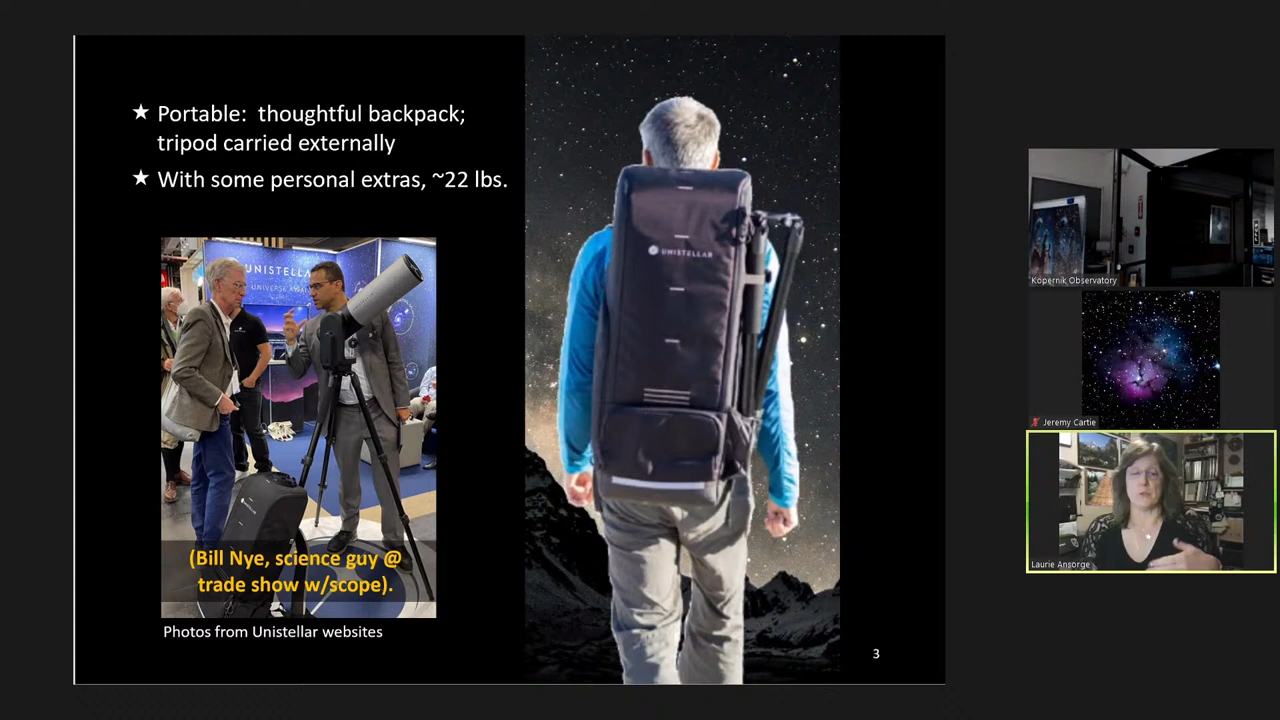 ★ Portable: thoughtful backpack;
tripod carried externally
★ With some personal extras, ~22 lbs.
UNISTELLAR
UNIVERSE AWA
UNISTELLAR
(Bill Nye, science guy @
trade show w/scope).
Photos from Unistellar websites
3
Kopernik Observatory
Jeremy Cartie
Laurie Ansorge